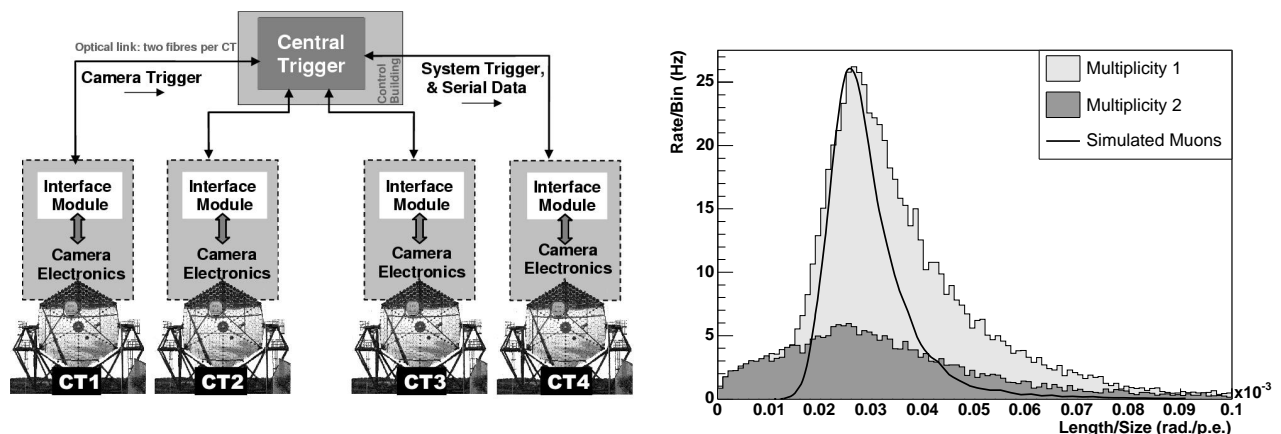 Optical link: two fibres per CT
Camera Trigger
Central
Trigger
Control
Building
System Trigger,
& Serial Data
Interface
Module
Camera
Electronics
CT1
Interface
Module
Camera
Electronics
CT2
Interface
Module
Camera
Electronics
CT3
Interface
Module
Camera
Electronics
CT4
Rate/Bin (Hz)
25
20
15
10
5
0
Multiplicity 1
Multiplicity 2
Simulated Muons
0 0.01 0.02 0.03 0.04 0.05 0.06 0.07 0.08 0.09 0.1
x10-3
Length/Size (rad./p.e.)